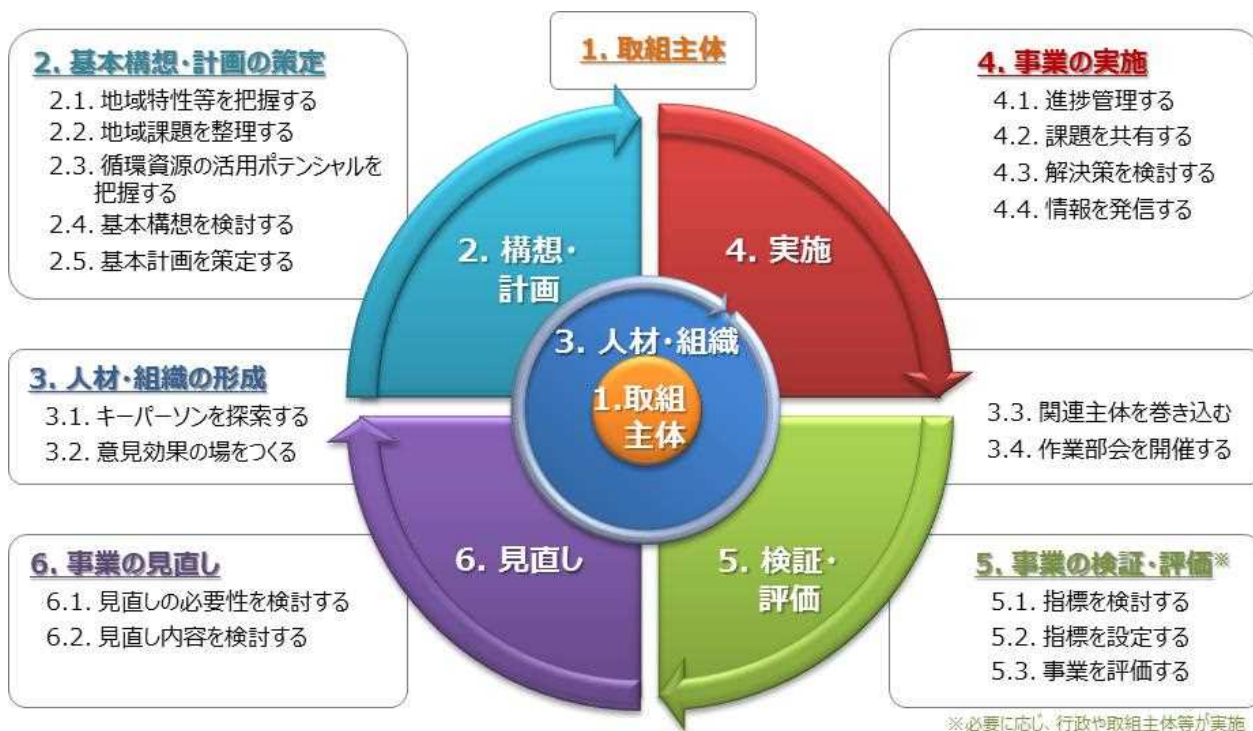 1. 取組主体
2. 基本構想・計画の策定
2.1. 地域特性等を把握する
2.2. 地域課題を整理する
2.3. 循環資源の活用ポテンシャルを
把握する
2.4. 基本構想を検討する
2.5. 基本計画を策定する
4. 事業の実施
4.1. 進捗管理する
4.2. 課題を共有する
4.3. 解決策を検討する
4.4. 情報を発信する
2. 構想・
計画
4. 実施
3. 人材・組織
1.取組
主体
6. 見直し
5. 検証・
評価
3. 人材・組織の形成
3.1. キーパーソンを探索する
3.2. 意見効果の場をつくる
3.3. 関連主体を巻き込む
3.4. 作業部会を開催する
6. 事業の見直し
6.1. 見直しの必要性を検討する
6.2. 見直し内容を検討する
5. 事業の検証・評価※
5.1. 指標を検討する
5.2. 指標を設定する
5.3. 事業を評価する
※必要に応じ、行政や取組主体等が実施